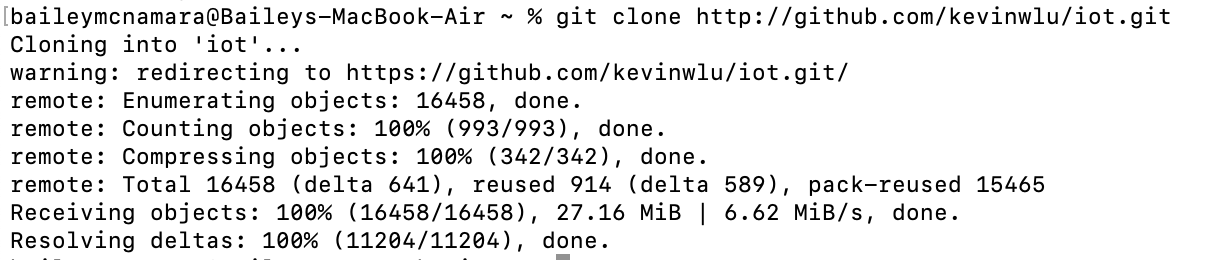 baileymcnamara@Baileys-MacBook-Air ~ % git clone http://github.com/kevinwlu/iot.git
Cloning into 'iot'...
warning: redirecting to https://github.com/kevinwlu/iot.git/
remote: Enumerating objects: 16458, done.
remote: Counting objects: 100% (993/993), done.
remote: Compressing objects: 100% (342/342), done.
remote: Total 16458 (delta 641), reused 914 (delta 589), pack-reused 15465
Receiving objects: 100% (16458/16458), 27.16 MiB | 6.62 MiB/s, done.
Resolving deltas: 100% (11204/11204), done.